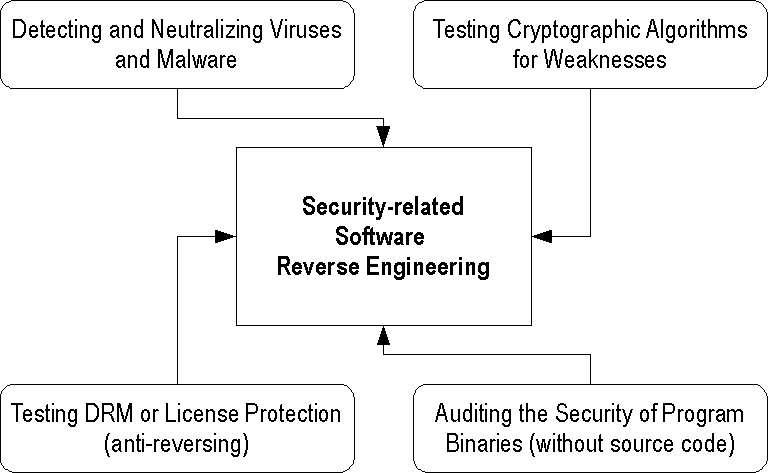 Detecting and Neutralizing Viruses
and Malware
Testing Cryptographic Algorithms
for Weaknesses
Security-related
Software
Reverse Engineering
Testing DRM or License Protection
(anti-reversing)
Auditing the Security of Program
Binaries (without source code)